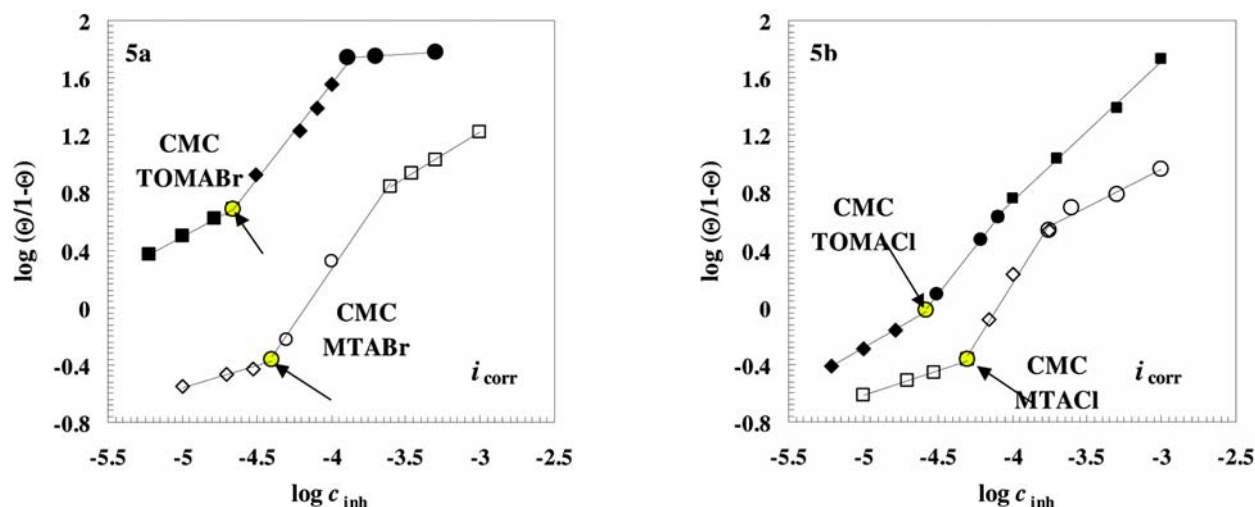 5a
2
1.6
1.2
0.8
0.4
0
-0.4
-0.8
log (Θ/1-Θ)
CMC
TOMABr
CMC
MTABr
i corr
-5.5 -5 -4.5 -4 -3.5 -3 -2.5
log c inh
5b
2
1.6
1.2
0.8
0.4
0
-0.4
-0.8
log (Θ/1-Θ)
CMC
TOMACl
CMC
MTACl
i corr
-5.5 -5 -4.5 -4 -3.5 -3 -2.5
log c inh